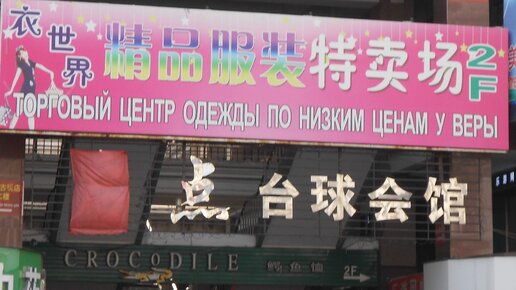 衣世界
精品服装特卖场 2F
ТОРГОВЫЙ ЦЕНТР ОДЕЖДЫ ПО НИЗКИМ ЦЕНАМ У ВЕРЫ
点 台球会馆
CROCODILE 鳄鱼恤 2F